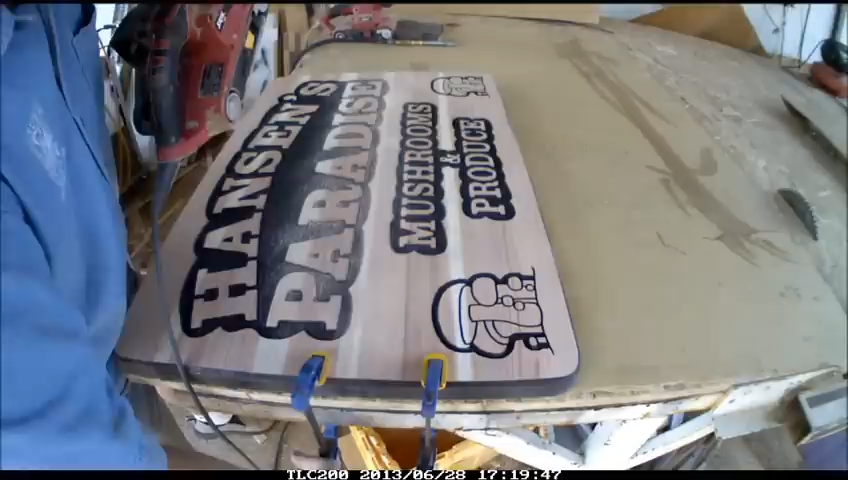 HANSEN'S
PARADISE
MUSHROOMS
&
PRODUCE
TLC200 2013/06/28 17:19:47